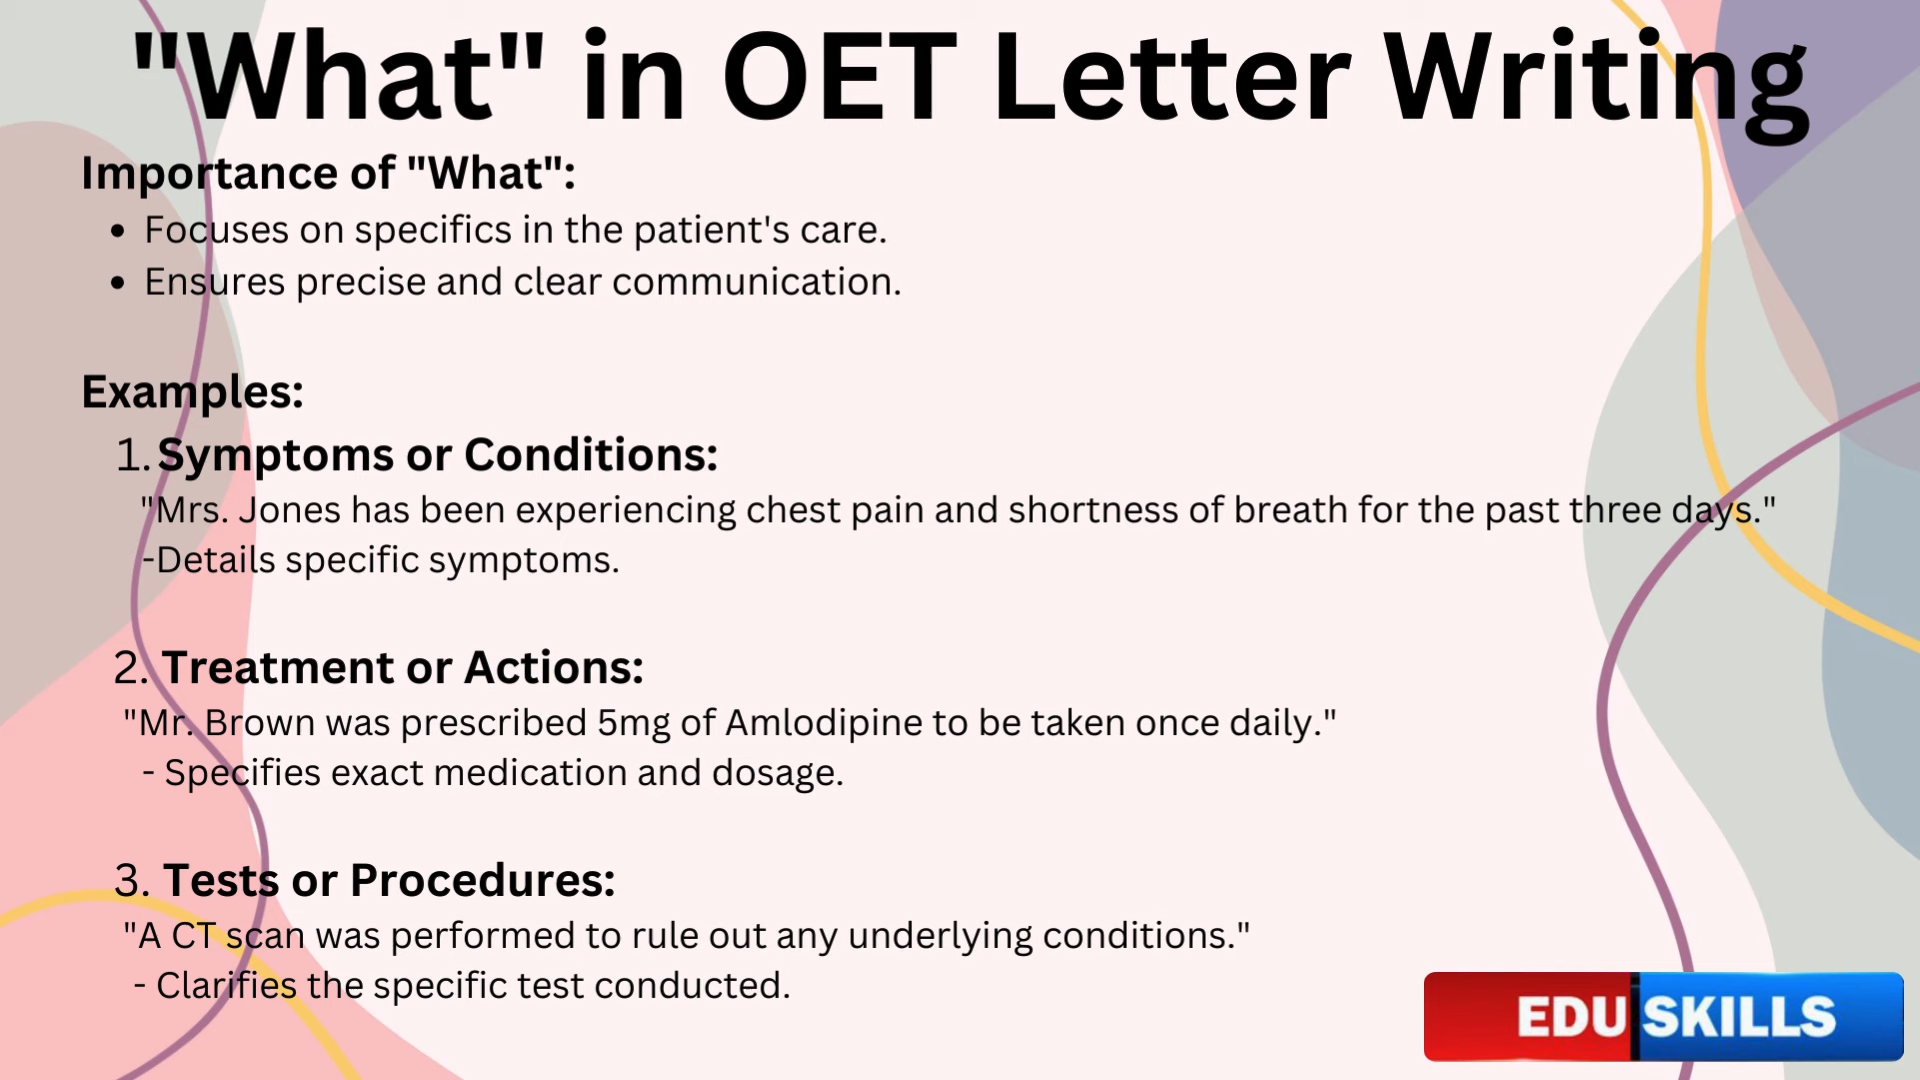 "What" in OET Letter Writing
Importance of "What":
• Focuses on specifics in the patient's care.
• Ensures precise and clear communication.
Examples:
1. Symptoms or Conditions:
"Mrs. Jones has been experiencing chest pain and shortness of breath for the past three days."
-Details specific symptoms.
2. Treatment or Actions:
"Mr. Brown was prescribed 5mg of Amlodipine to be taken once daily."
- Specifies exact medication and dosage.
3. Tests or Procedures:
"A CT scan was performed to rule out any underlying conditions."
- Clarifies the specific test conducted.
EDU SKILLS